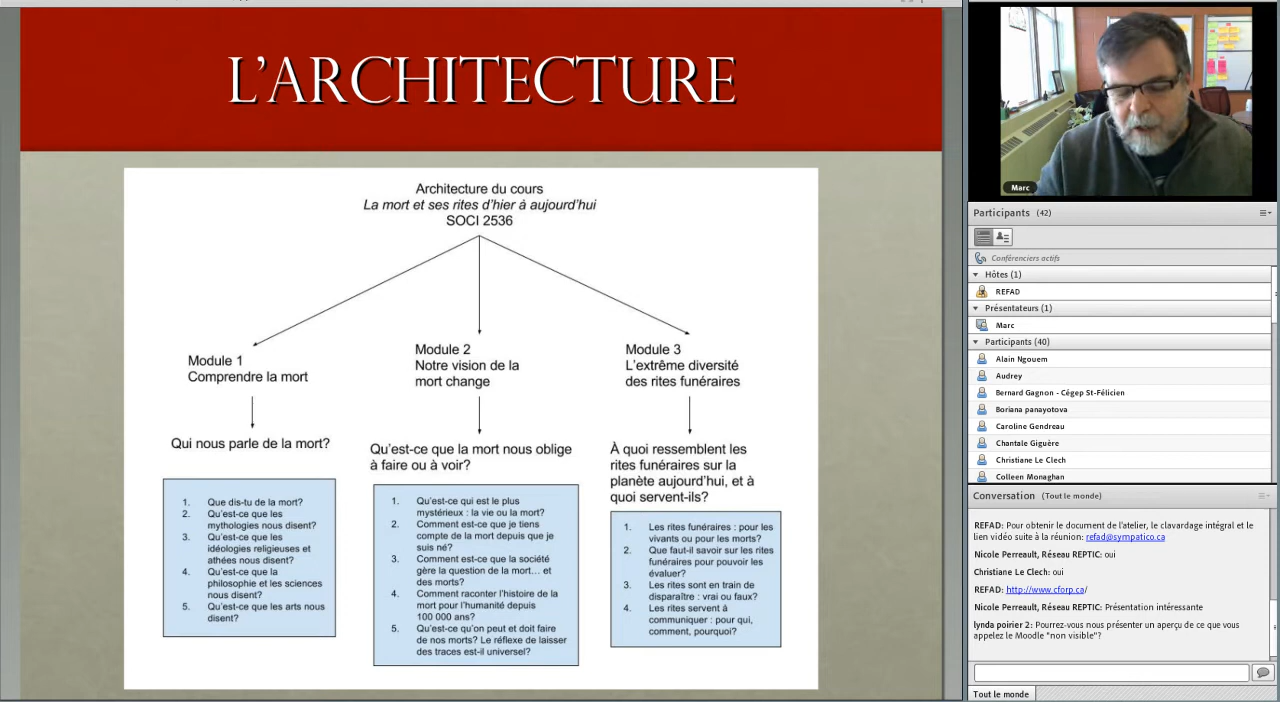 L'ARCHITECTURE
Architecture du cours
La mort et ses rites d'hier à aujourd'hui
SOCI 2536
Module 1
Comprendre la mort
Qui nous parle de la mort?
1. Que dis-tu de la mort?
2. Qu'est-ce que les
mythologies nous disent?
3. Qu'est-ce que les
idéologies religieuses et
athées nous disent?
4. Qu'est-ce que la
philosophie et les sciences
nous disent?
5. Qu'est-ce que les arts nous
disent?
Module 2
Notre vision de la
mort change
Qu'est-ce que la mort nous oblige
à faire ou à voir?
1. Qu'est-ce qui est le plus
mystérieux : la vie ou la mort?
2. Comment est-ce que je tiens
compte de la mort depuis que je
suis né?
3. Comment est-ce que la société
gère la question de la mort... et
des morts?
4. Comment raconter l'histoire de la
mort pour l'humanité depuis
100 000 ans?
5. Qu'est-ce qu'on peut et doit faire
de nos morts? Le réflexe de laisser
des traces est-il universel?
Module 3
L'extrême diversité
des rites funéraires
À quoi ressemblent les
rites funéraires sur la
planète aujourd'hui, et à
quoi servent-ils?
1. Les rites funéraires : pour les
vivants ou pour les morts?
2. Que faut-il savoir sur les rites
funéraires pour pouvoir les
évaluer?
3. Les rites sont en train de
disparaître : vrai ou faux?
4. Les rites servent à
communiquer : pour qui,
comment, pourquoi?
Marc
Participants (42)
Conférenciers actifs
Hôtes (1)
REFAD
Présentateurs (1)
Marc
Participants (40)
Alain Ngouem
Audrey
Bernard Gagnon - Cégep St-Félicien
Boriana panayotova
Caroline Gendreau
Chantale Giguère
Christiane Le Clech
Colleen Monaghan
Conversation (Tout le monde)
REFAD: Pour obtenir le document de l'atelier, le clavardage intégral et le
lien vidéo suite à la réunion: refad@sympatico.ca
Nicole Perreault, Réseau REPTIC: oui
Christiane Le Clech: oui
REFAD: http://www.cforp.ca/
Nicole Perreault, Réseau REPTIC: Présentation intéressante
lynda poirier 2: Pourrez-vous nous présenter un aperçu de ce que vous
appelez le Moodle "non visible"?
Tout le monde